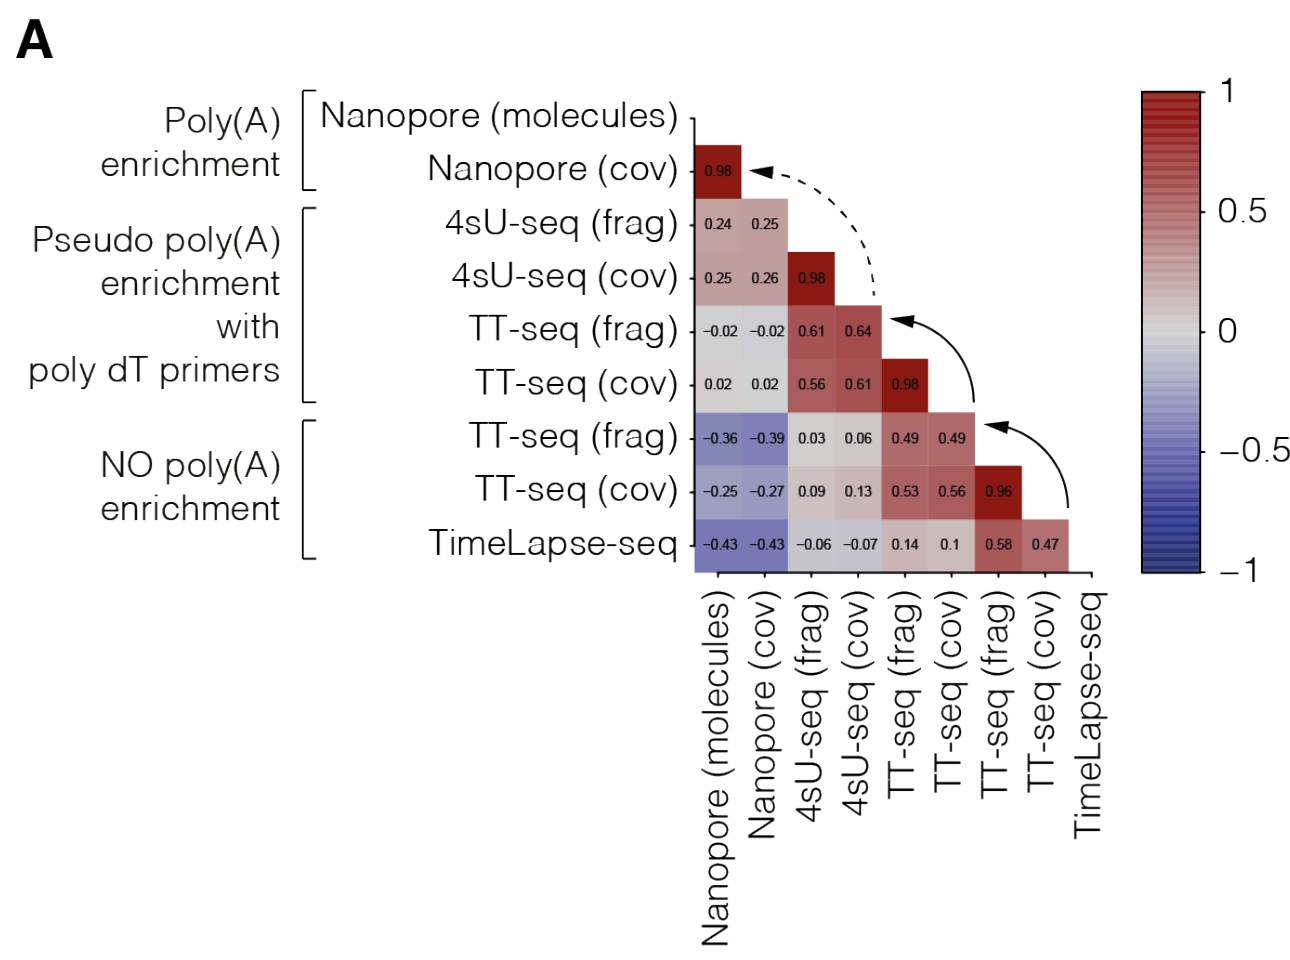 A
Poly(A)
enrichment
Pseudo poly(A)
enrichment
with
poly dT primers
NO poly(A)
enrichment
Nanopore (molecules)
Nanopore (cov)
4sU-seq (frag)
4sU-seq (cov)
TT-seq (frag)
TT-seq (cov)
TT-seq (frag)
TT-seq (cov)
TimeLapse-seq
0.98
0.24 0.25
0.25 0.26 0.98
−0.02 −0.02 0.61 0.64
0.02 0.02 0.56 0.61 0.98
−0.36 −0.39 0.03 0.06 0.49 0.49
−0.25 −0.27 0.09 0.13 0.53 0.56 0.96
−0.43 −0.43 −0.06 −0.07 0.14 0.1 0.58 0.47
Nanopore (molecules)
Nanopore (cov)
4sU-seq (frag)
4sU-seq (cov)
TT-seq (frag)
TT-seq (cov)
TT-seq (frag)
TT-seq (cov)
TimeLapse-seq
1
0.5
0
−0.5
−1